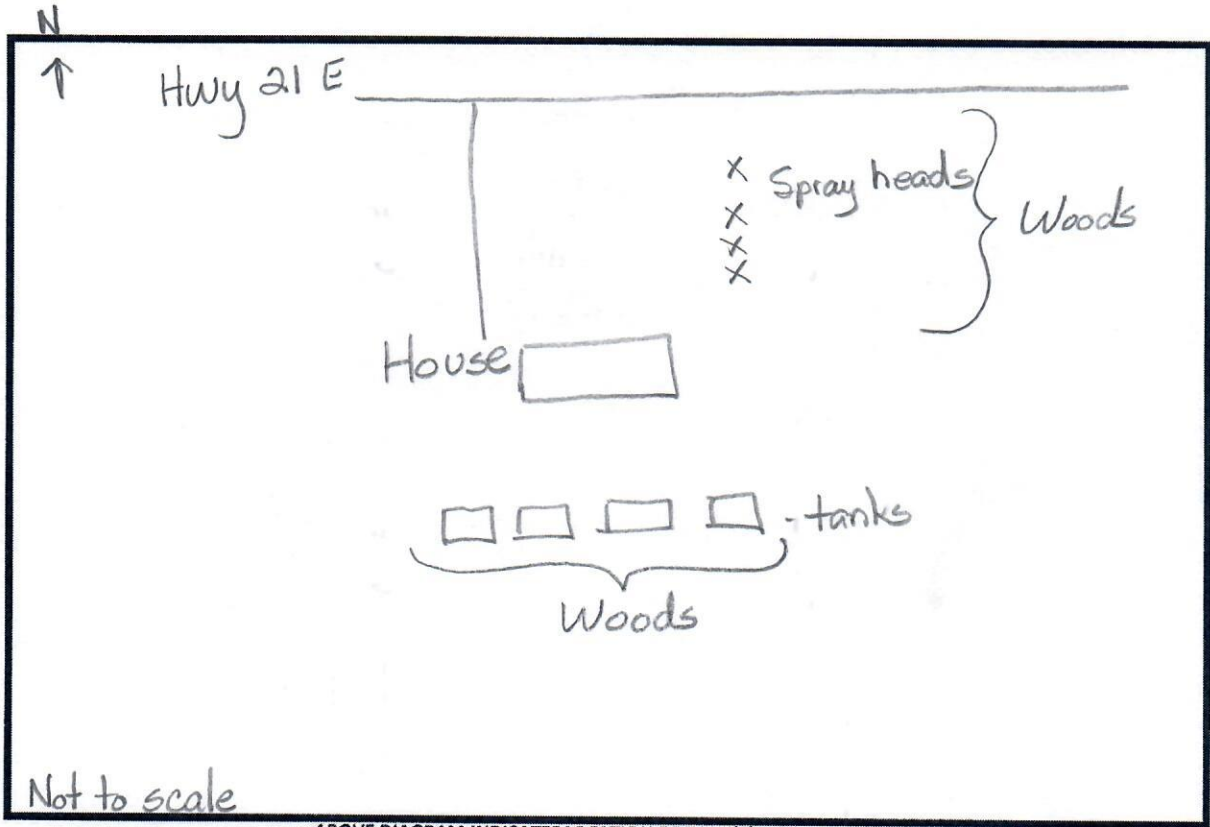 N
Hwy 21 E
x Spray heads
x
x
x
Woods
House
- tanks
Woods
Not to scale